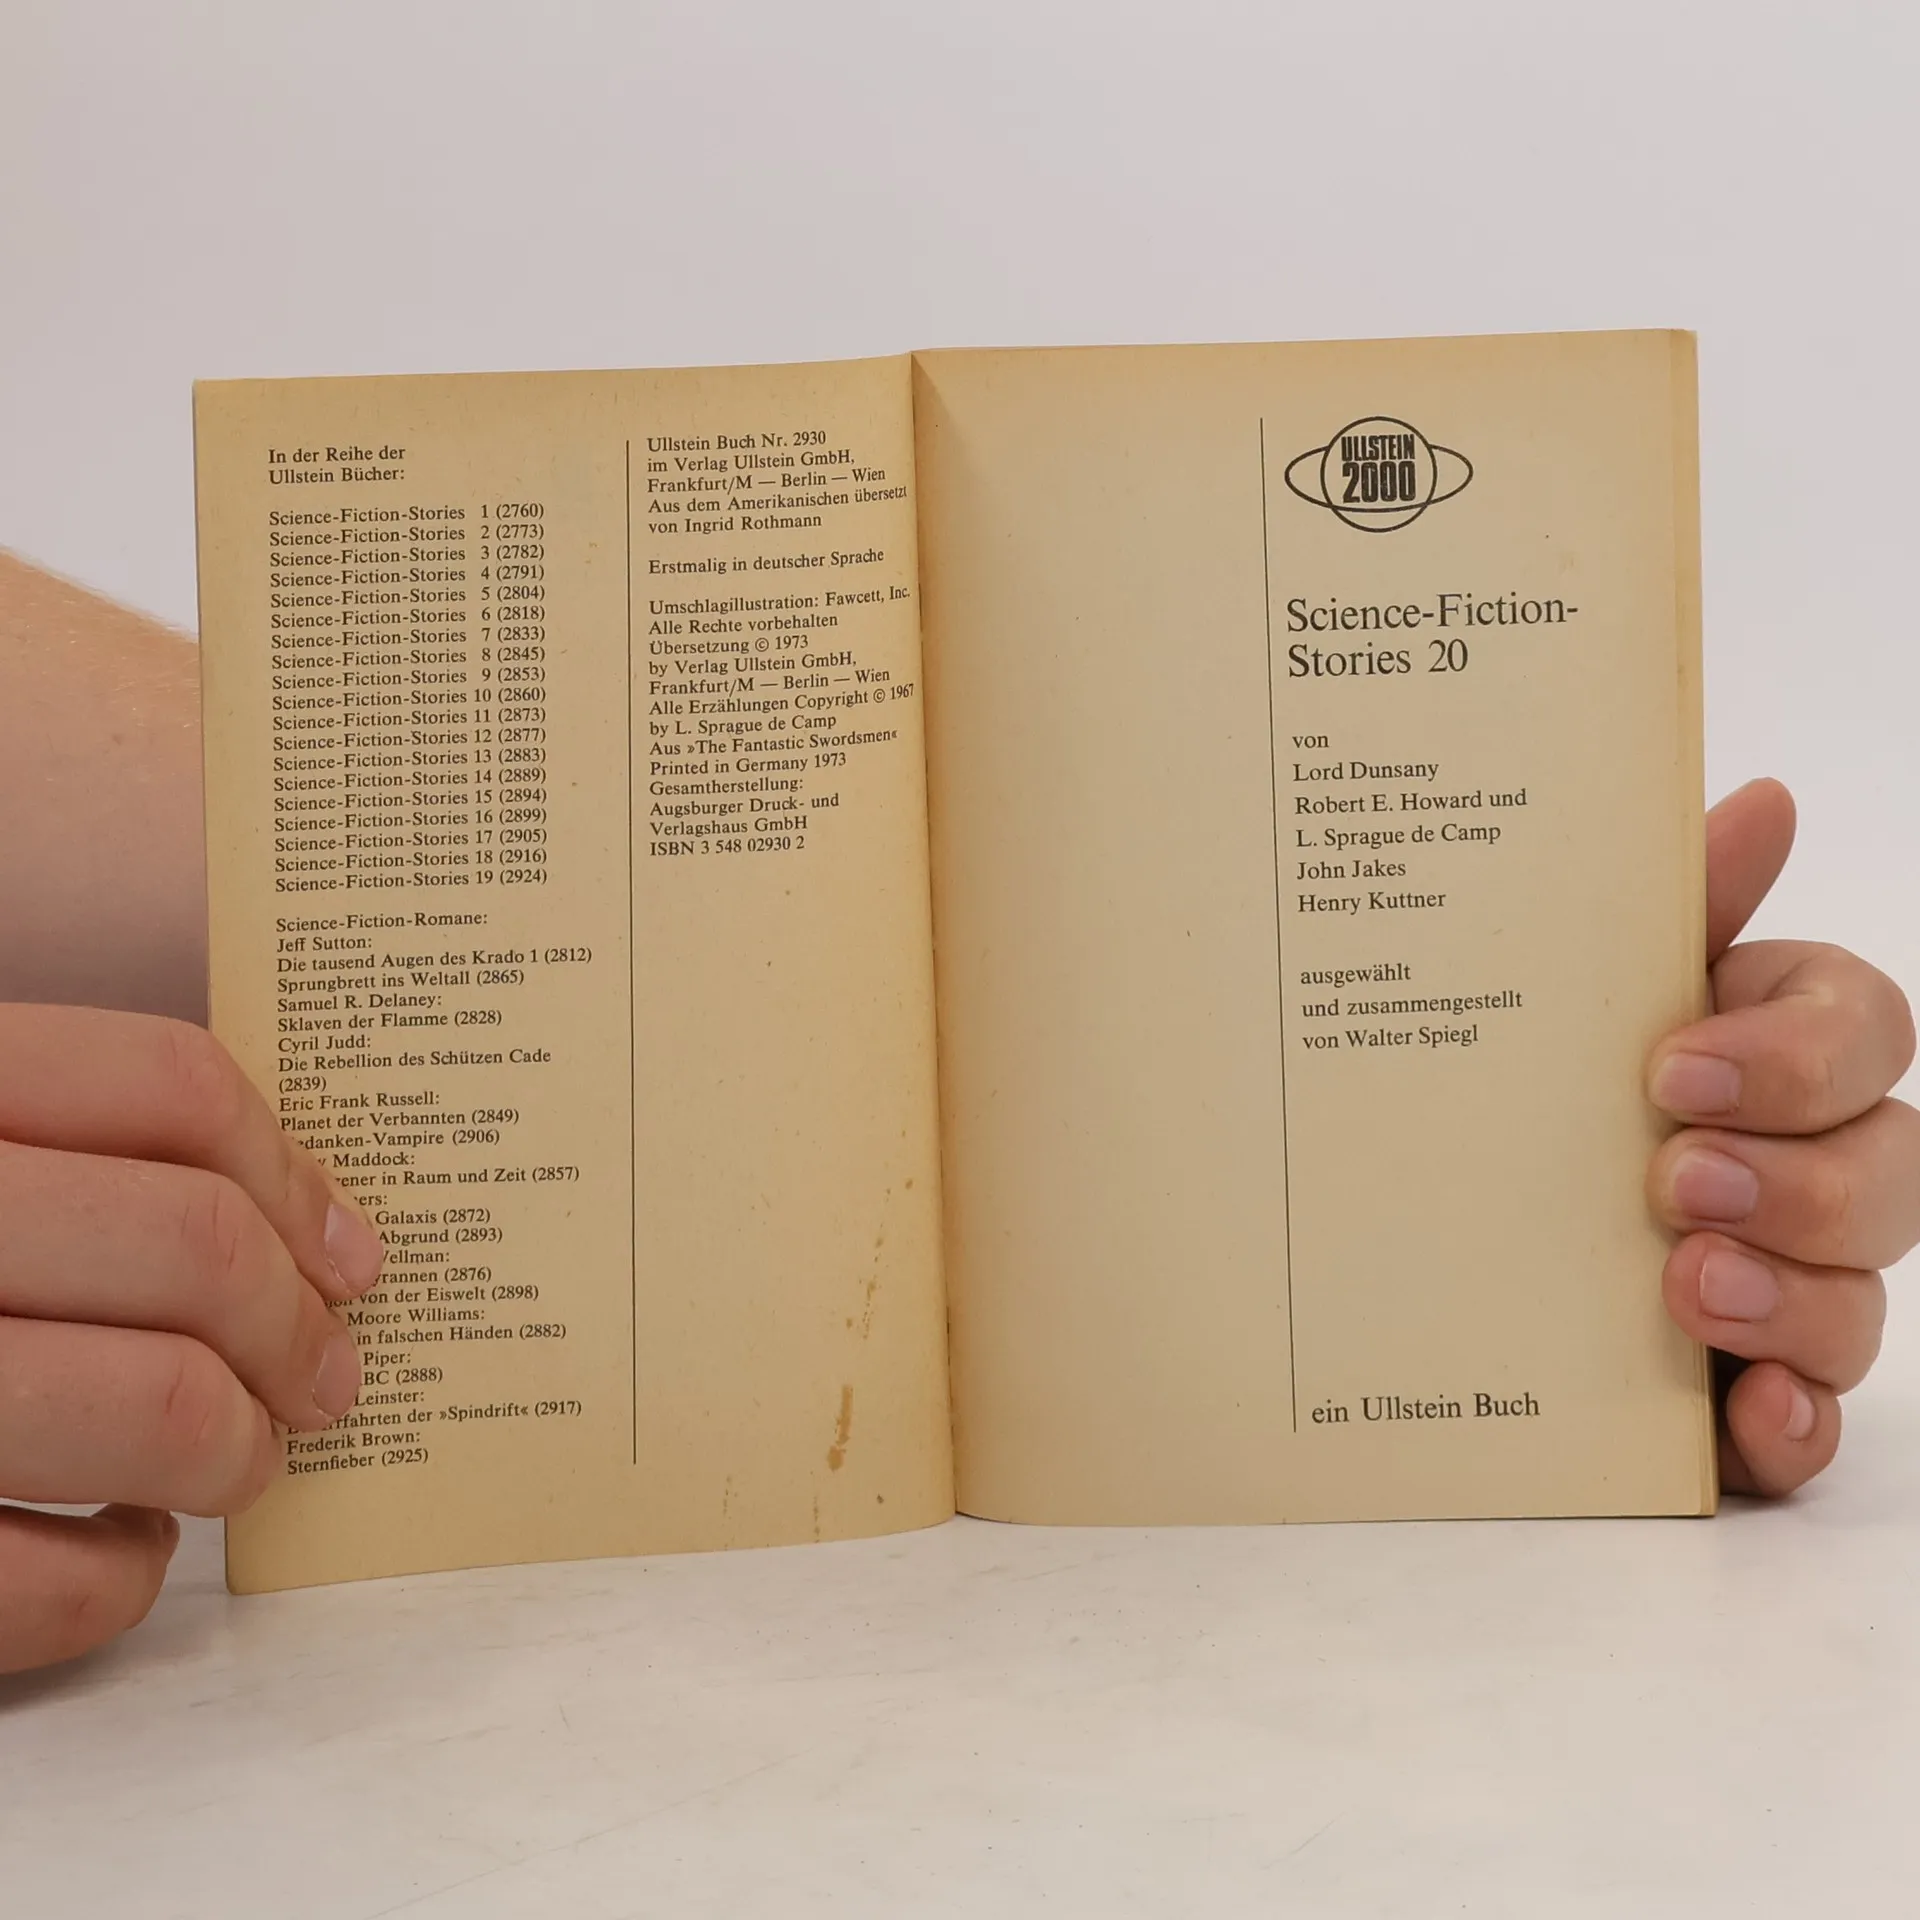 In der Reihe der
Ullstein Bücher:
Science-Fiction-Stories 1 (2760)
Science-Fiction-Stories 2 (2773)
Science-Fiction-Stories 3 (2782)
Science-Fiction-Stories 4 (2791)
Science-Fiction-Stories 5 (2804)
Science-Fiction-Stories 6 (2818)
Science-Fiction-Stories 7 (2833)
Science-Fiction-Stories 8 (2845)
Science-Fiction-Stories 9 (2853)
Science-Fiction-Stories 10 (2860)
Science-Fiction-Stories 11 (2873)
Science-Fiction-Stories 12 (2877)
Science-Fiction-Stories 13 (2883)
Science-Fiction-Stories 14 (2889)
Science-Fiction-Stories 15 (2894)
Science-Fiction-Stories 16 (2899)
Science-Fiction-Stories 17 (2905)
Science-Fiction-Stories 18 (2916)
Science-Fiction-Stories 19 (2924)
Science-Fiction-Romane:
Jeff Sutton:
Die tausend Augen des Krado 1 (2812)
Sprungbrett ins Weltall (2865)
Samuel R. Delaney:
Sklaven der Flamme (2828)
Cyril Judd:
Die Rebellion des Schützen Cade
(2839)
Eric Frank Russell:
Planet der Verbannten (2849)
(2906)
Maddock:
in Raum und Zeit (2857)
Galaxis (2872)
Abgrund (2893)
(2876)
von der Eiswelt (2898)
Moore Williams:
in falschen Händen (2882)
Piper:
(2888)
Leinster:
der »Spindrift« (2917)
Frederik Brown:
Sternfieber (2925)
Ullstein Buch Nr. 2930
im Verlag Ullstein GmbH,
Frankfurt/M — Berlin — Wien
Aus dem Amerikanischen übersetzt
von Ingrid Rothmann
Erstmalig in deutscher Sprache
Umschlagillustration: Fawcett, Inc.
Alle Rechte vorbehalten
Übersetzung © 1973
by Verlag Ullstein GmbH,
Frankfurt/M — Berlin — Wien
Alle Erzählungen Copyright © 1967
by L. Sprague de Camp
Aus »The Fantastic Swordsmen«
Printed in Germany 1973
Gesamtherstellung:
Augsburger Druck- und
Verlagshaus GmbH
ISBN 3 548 02930 2
ULLSTEIN
2000
Science-Fiction-
Stories 20
von
Lord Dunsany
Robert E. Howard und
L. Sprague de Camp
John Jakes
Henry Kuttner
ausgewählt
und zusammengestellt
von Walter Spiegl
ein Ullstein Buch